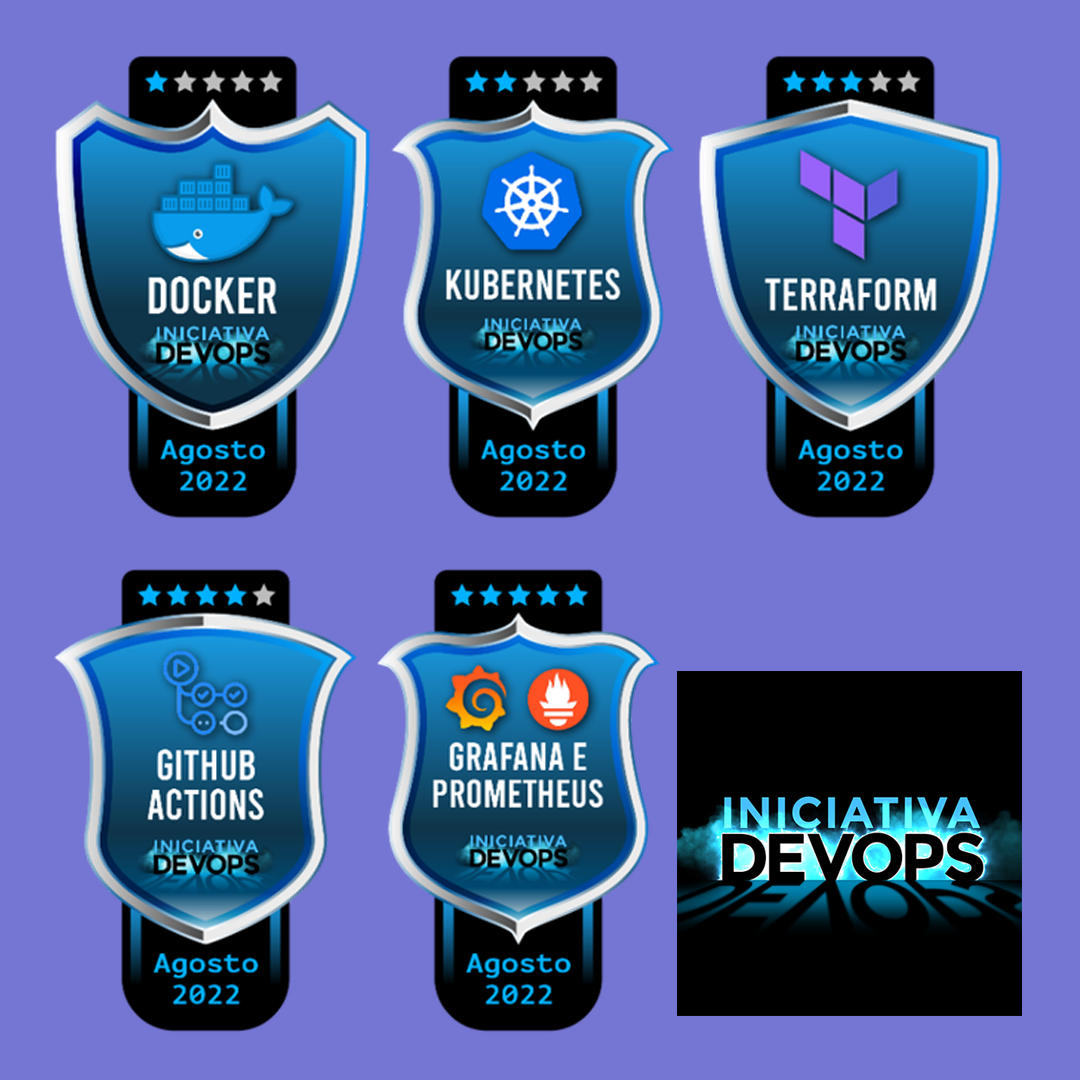 DOCKER
INICIATIVA
DEVOPS
Agosto
2022
KUBERNETES
INICIATIVA
DEVOPS
Agosto
2022
TERRAFORM
INICIATIVA
DEVOPS
Agosto
2022
GITHUB
ACTIONS
INICIATIVA
DEVOPS
Agosto
2022
GRAFANA E
PROMETHEUS
INICIATIVA
DEVOPS
Agosto
2022
INICIATIVA
DEVOPS